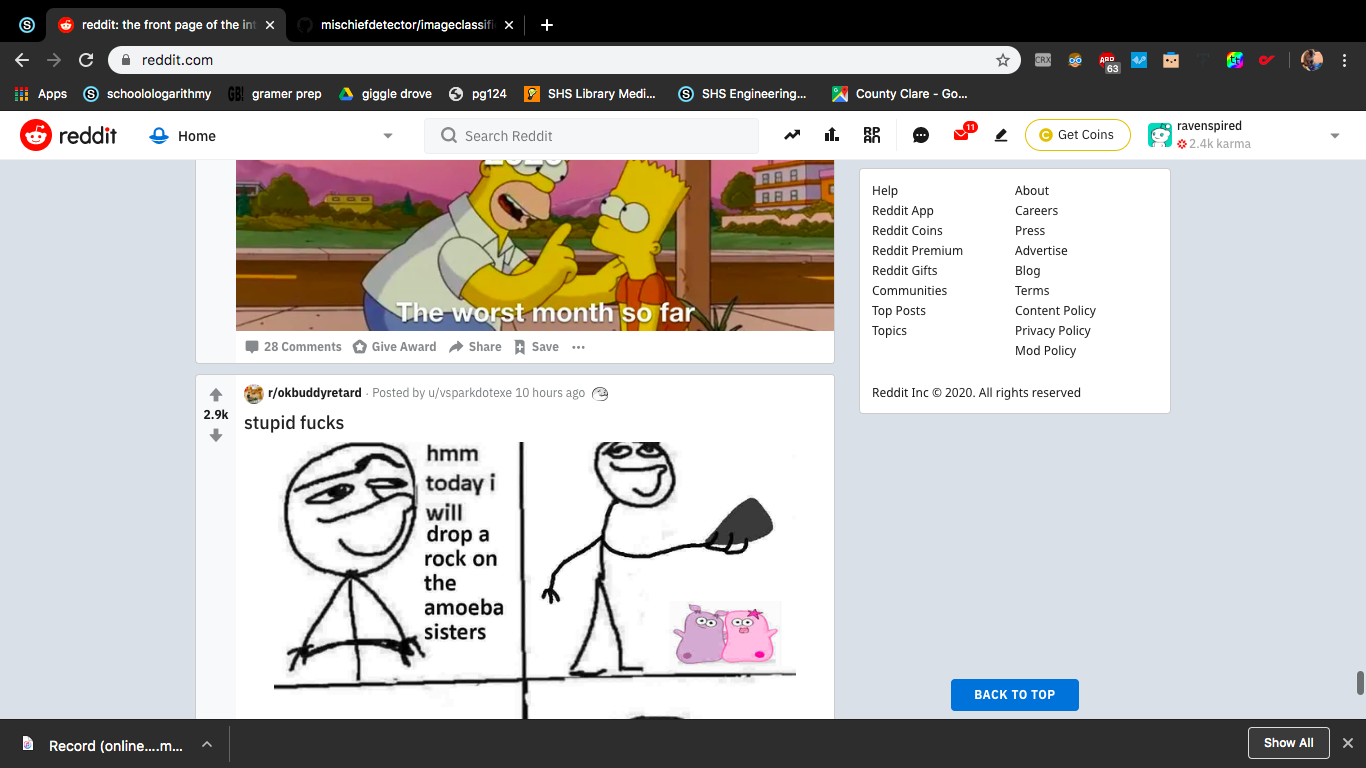 reddit: the front page of the int
mischiefdetector/imageclassifi
reddit.com
CRX
ABP
63
Apps
schoolologarithmy
GB!
gramer prep
giggle drove
pg124
SHS Library Medi...
SHS Engineering...
County Clare - Go...
reddit
Home
Search Reddit
11
Get Coins
ravenspired
2.4k karma
The worst month so far
28 Comments
Give Award
Share
Save
r/okbuddyretard · Posted by u/vsparkdotexe 10 hours ago
2.9k
stupid fucks
hmm
today i
will
drop a
rock on
the
amoeba
sisters
Help
Reddit App
Reddit Coins
Reddit Premium
Reddit Gifts
Communities
Top Posts
Topics
About
Careers
Press
Advertise
Blog
Terms
Content Policy
Privacy Policy
Mod Policy
Reddit Inc © 2020. All rights reserved
BACK TO TOP
Record (online....m...
Show All